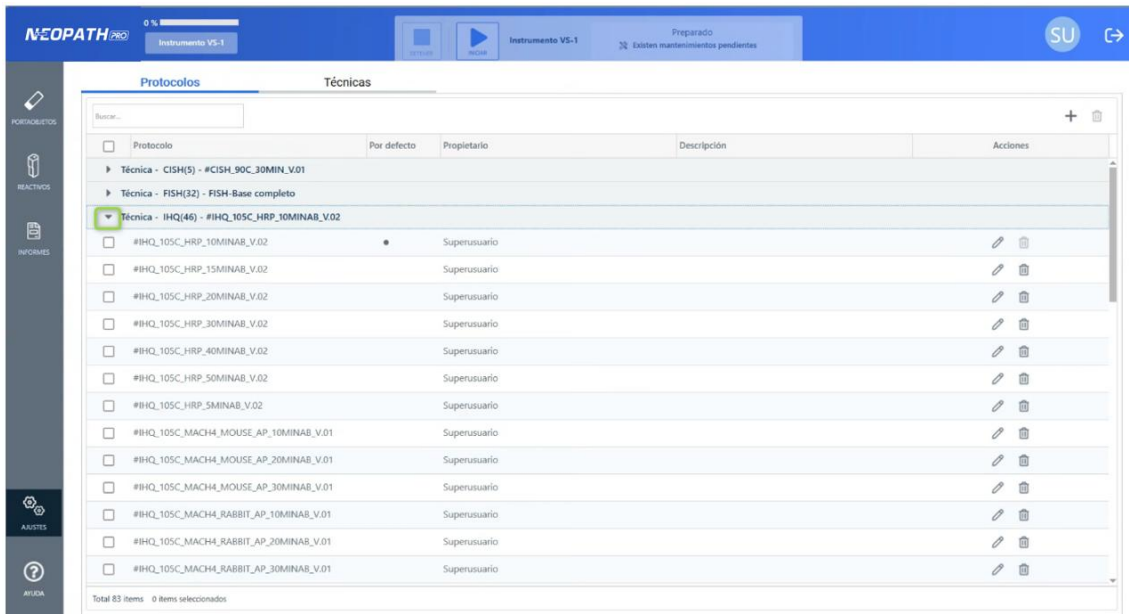 NEOPATH PRO
0 %
Instrumento VS-1
DETENER
INICIAR
Instrumento VS-1
Preparado
Existen mantenimientos pendientes
SU
PORTAOBJETOS
REACTIVOS
INFORMES
AJUSTES
AYUDA
Protocolos Técnicas
Buscar...
Protocolo Por defecto Propietario Descripción Acciones
Técnica - CISH(5) - #CISH_90C_30MIN_V.01
Técnica - FISH(32) - FISH-Base completo
Técnica - IHQ(46) - #IHQ_105C_HRP_10MINAB_V.02
#IHQ_105C_HRP_10MINAB_V.02 Superusuario
#IHQ_105C_HRP_15MINAB_V.02 Superusuario
#IHQ_105C_HRP_20MINAB_V.02 Superusuario
#IHQ_105C_HRP_30MINAB_V.02 Superusuario
#IHQ_105C_HRP_40MINAB_V.02 Superusuario
#IHQ_105C_HRP_50MINAB_V.02 Superusuario
#IHQ_105C_HRP_5MINAB_V.02 Superusuario
#IHQ_105C_MACH4_MOUSE_AP_10MINAB_V.01 Superusuario
#IHQ_105C_MACH4_MOUSE_AP_20MINAB_V.01 Superusuario
#IHQ_105C_MACH4_MOUSE_AP_30MINAB_V.01 Superusuario
#IHQ_105C_MACH4_RABBIT_AP_10MINAB_V.01 Superusuario
#IHQ_105C_MACH4_RABBIT_AP_20MINAB_V.01 Superusuario
#IHQ_105C_MACH4_RABBIT_AP_30MINAB_V.01 Superusuario
Total 83 items 0 items seleccionados